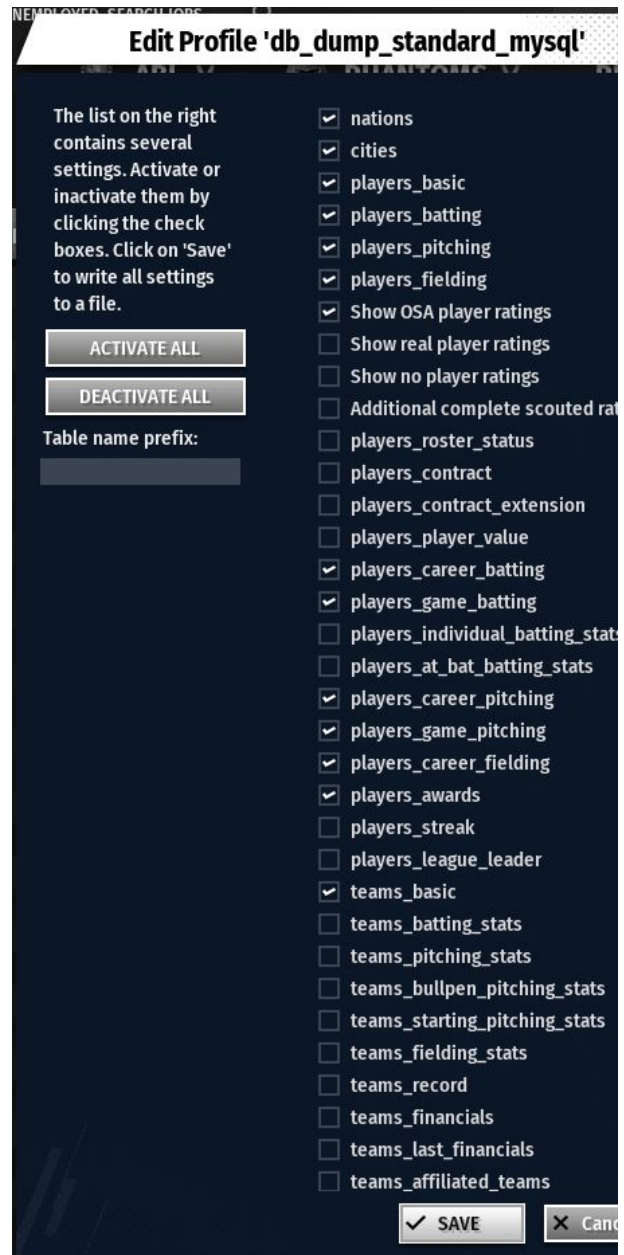 Edit Profile 'db_dump_standard_mysql'
The list on the right
contains several
settings. Activate or
inactivate them by
clicking the check
boxes. Click on 'Save'
to write all settings
to a file.
ACTIVATE ALL
DEACTIVATE ALL
Table name prefix:
nations
cities
players_basic
players_batting
players_pitching
players_fielding
Show OSA player ratings
Show real player ratings
Show no player ratings
Additional complete scouted rat
players_roster_status
players_contract
players_contract_extension
players_player_value
players_career_batting
players_game_batting
players_individual_batting_stats
players_at_bat_batting_stats
players_career_pitching
players_game_pitching
players_career_fielding
players_awards
players_streak
players_league_leader
teams_basic
teams_batting_stats
teams_pitching_stats
teams_bullpen_pitching_stats
teams_starting_pitching_stats
teams_fielding_stats
teams_record
teams_financials
teams_last_financials
teams_affiliated_teams
SAVE
Canc